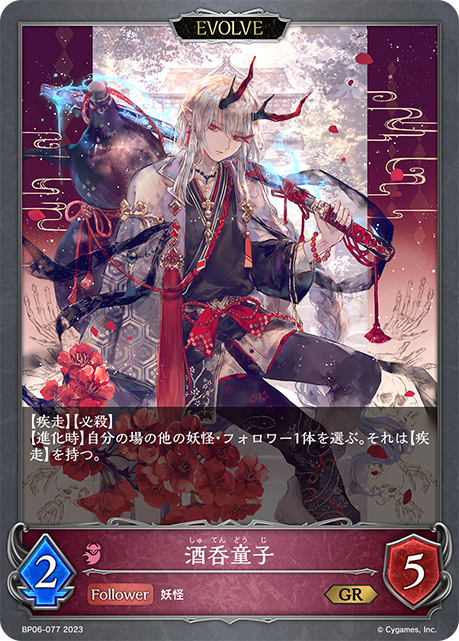 EVOLVE
【疾走】【必殺】
【進化時】自分の場の他の妖怪・フォロワー1体を選ぶ。それは【疾
走】を持つ。
しゅ てん どう じ
酒呑童子
2
Follower 妖怪
GR
5
BP06-077 2023
© Cygames, Inc.